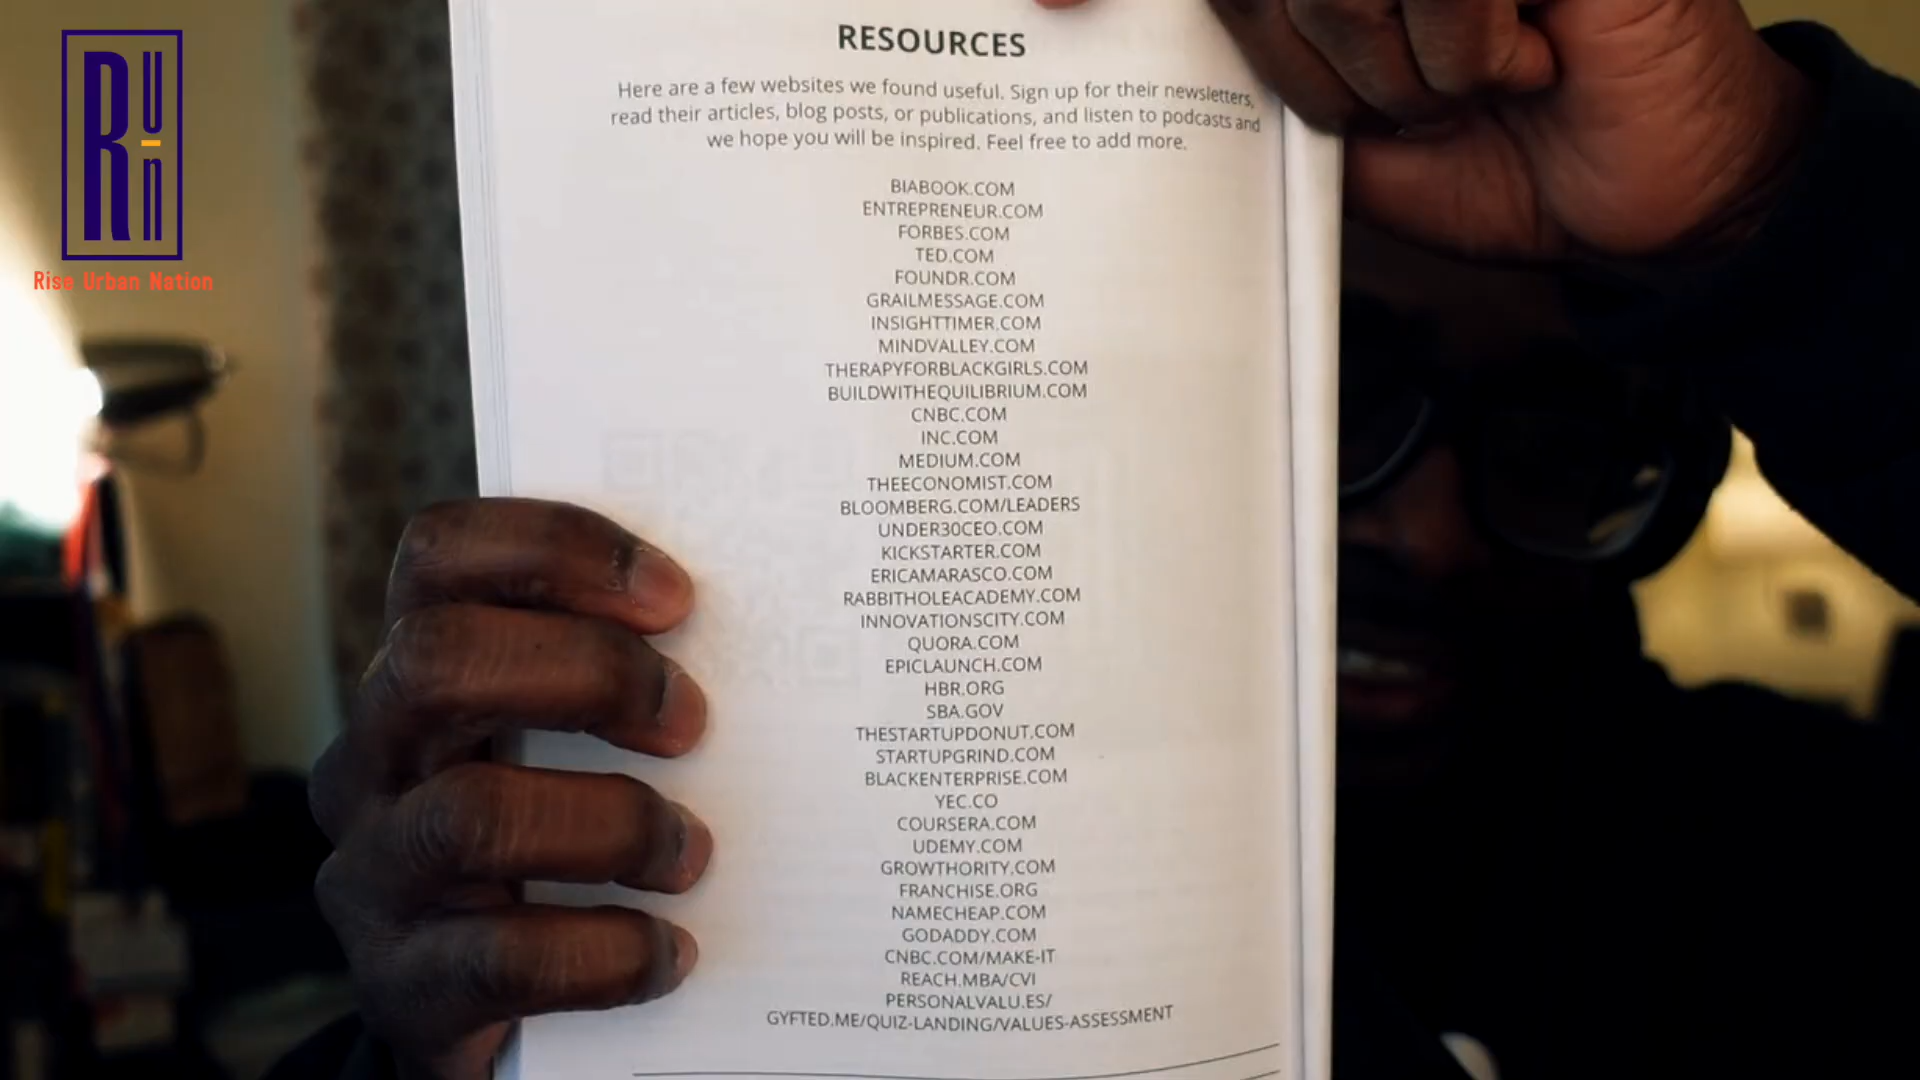 RUn
Rise Urban Nation
RESOURCES
Here are a few websites we found useful. Sign up for their newsletters,
read their articles, blog posts, or publications, and listen to podcasts and
we hope you will be inspired. Feel free to add more.
BIABOOK.COM
ENTREPRENEUR.COM
FORBES.COM
TED.COM
FOUNDR.COM
GRAILMESSAGE.COM
INSIGHTTIMER.COM
MINDVALLEY.COM
THERAPYFORBLACKGIRLS.COM
BUILDWITHEQUILIBRIUM.COM
CNBC.COM
INC.COM
MEDIUM.COM
THEECONOMIST.COM
BLOOMBERG.COM/LEADERS
UNDER30CEO.COM
KICKSTARTER.COM
ERICAMARASCO.COM
RABBITHOLEACADEMY.COM
INNOVATIONSCITY.COM
QUORA.COM
EPICLAUNCH.COM
HBR.ORG
SBA.GOV
THESTARTUPDONUT.COM
STARTUPGRIND.COM
BLACKENTERPRISE.COM
YEC.CO
COURSERA.COM
UDEMY.COM
GROWTHORITY.COM
FRANCHISE.ORG
NAMECHEAP.COM
GODADDY.COM
CNBC.COM/MAKE-IT
REACH.MBA/CVI
PERSONALVALU.ES/
GYFTED.ME/QUIZ-LANDING/VALUES-ASSESSMENT